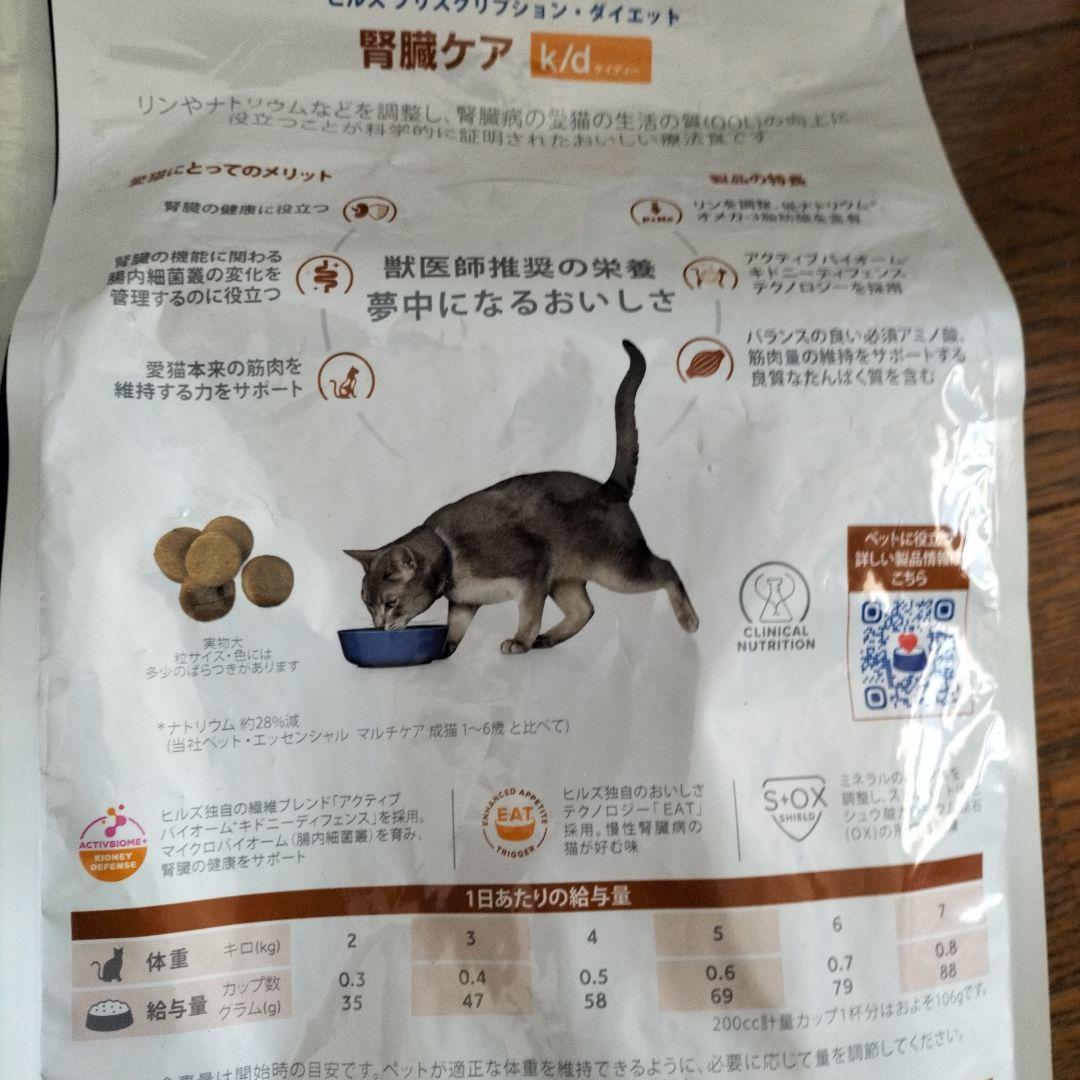 ヒルズ プリスクリプション・ダイエット
腎臓ケア k/d ケイディー
リンやナトリウムなどを調整し、腎臓病の愛猫の生活の質(QOL)の向上に
役立つことが科学的に証明されたおいしい療法食です
愛猫にとってのメリット
腎臓の健康に役立つ
腎臓の機能に関わる
腸内細菌叢の変化を
管理するのに役立つ
愛猫本来の筋肉を
維持する力をサポート
獣医師推奨の栄養
夢中になるおいしさ
製品の特長
リンを調整、低ナトリウム*、
オメガ-3脂肪酸を含有
アクティブバイオーム+
キドニーディフェンス
テクノロジーを採用
バランスの良い必須アミノ酸、
筋肉量の維持をサポートする
良質なたんぱく質を含む
実物大
粒サイズ・色には
多少のばらつきがあります
CLINICAL
NUTRITION
ペットに役立つ
詳しい製品情報は
こちら
*ナトリウム 約28%減
(当社ペット・エッセンシャル マルチケア 成猫 1〜6歳 と比べて)
ACTIVBIOME+
KIDNEY
DEFENSE
ヒルズ独自の繊維ブレンド「アクティブ
バイオーム+キドニーディフェンス」を採用。
マイクロバイオーム(腸内細菌叢)を育み、
腎臓の健康をサポート
ENHANCED APPETITE
EAT
TRIGGER
ヒルズ独自のおいしさ
テクノロジー「EAT」
採用。慢性腎臓病の
猫が好む味
S+OX
SHIELD
ミネラルの
調整し、ス
シュウ酸
(OX)の形
1日あたりの給与量
体重 キロ(kg) 2 3 4 5 6 7
給与量 カップ数 0.3 0.4 0.5 0.6 0.7 0.8
グラム(g) 35 47 58 69 79 88
200cc計量カップ1杯分はおよそ106gです。
量は開始時の目安です。ペットが適正な体重を維持できるように、必要に応じて量を調節してください。